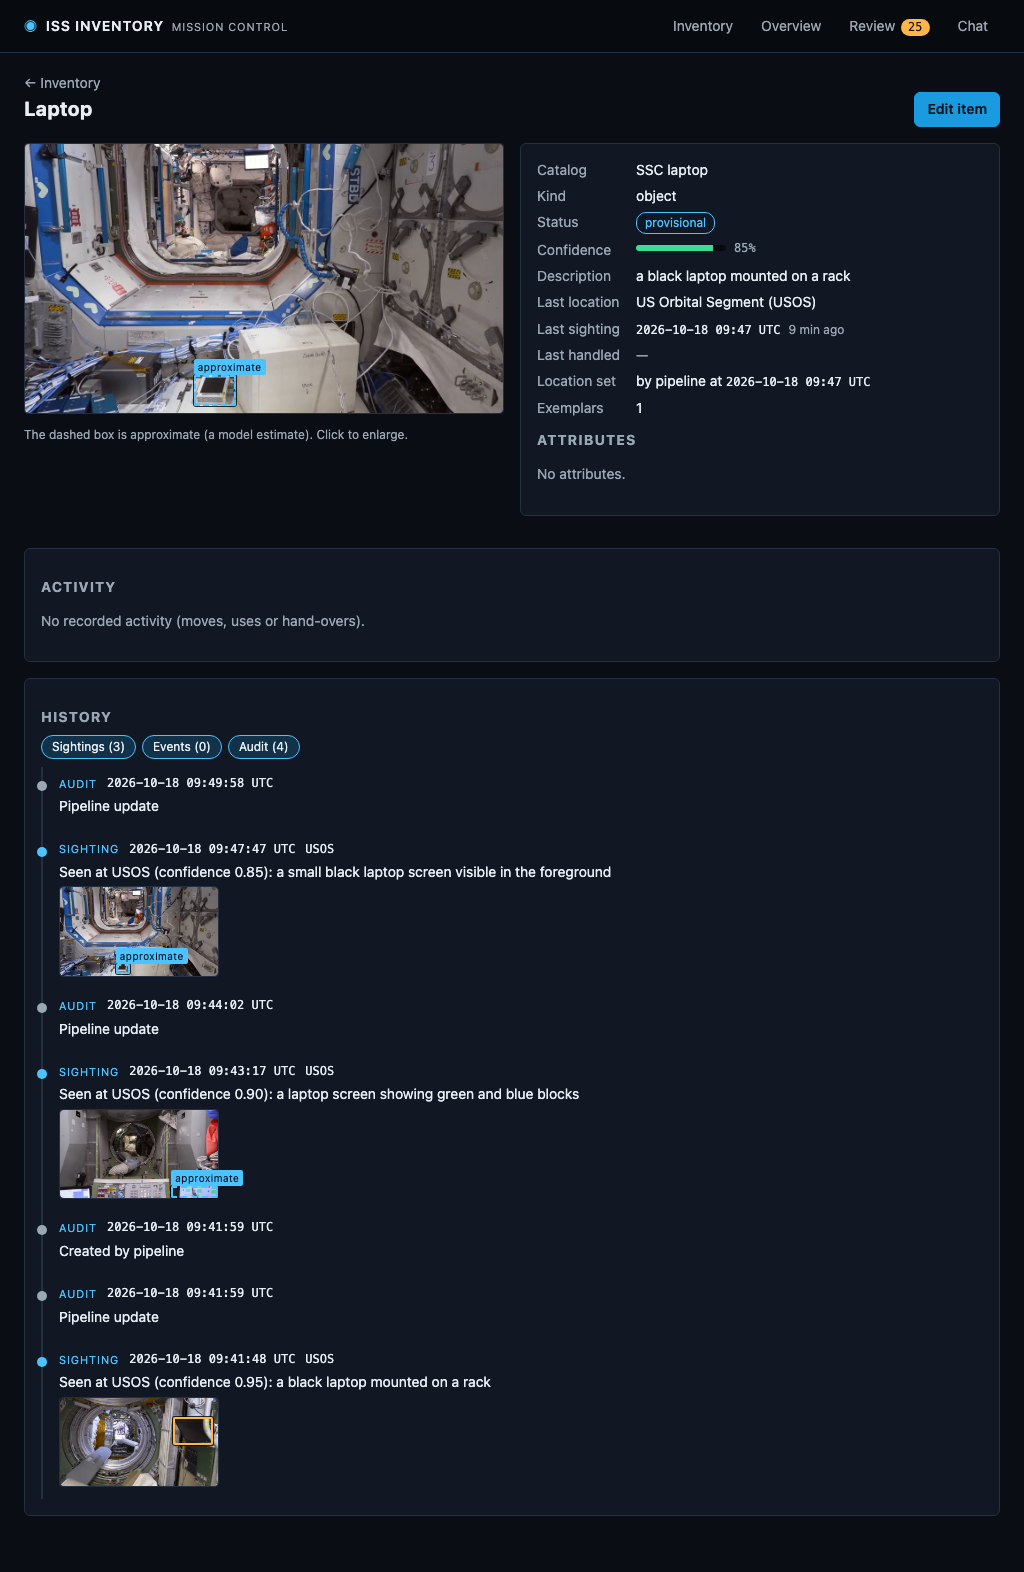 ISS INVENTORY MISSION CONTROL
Inventory Overview Review 25 Chat
← Inventory
Laptop
Edit item
STBD
approximate
The dashed box is approximate (a model estimate). Click to enlarge.
Catalog SSC laptop
Kind object
Status provisional
Confidence 85%
Description a black laptop mounted on a rack
Last location US Orbital Segment (USOS)
Last sighting 2026-10-18 09:47 UTC 9 min ago
Last handled —
Location set by pipeline at 2026-10-18 09:47 UTC
Exemplars 1
ATTRIBUTES
No attributes.
ACTIVITY
No recorded activity (moves, uses or hand-overs).
HISTORY
Sightings (3) Events (0) Audit (4)
AUDIT 2026-10-18 09:49:58 UTC
Pipeline update
SIGHTING 2026-10-18 09:47:47 UTC USOS
Seen at USOS (confidence 0.85): a small black laptop screen visible in the foreground
approximate
AUDIT 2026-10-18 09:44:02 UTC
Pipeline update
SIGHTING 2026-10-18 09:43:17 UTC USOS
Seen at USOS (confidence 0.90): a laptop screen showing green and blue blocks
approximate
AUDIT 2026-10-18 09:41:59 UTC
Created by pipeline
AUDIT 2026-10-18 09:41:59 UTC
Pipeline update
SIGHTING 2026-10-18 09:41:48 UTC USOS
Seen at USOS (confidence 0.95): a black laptop mounted on a rack